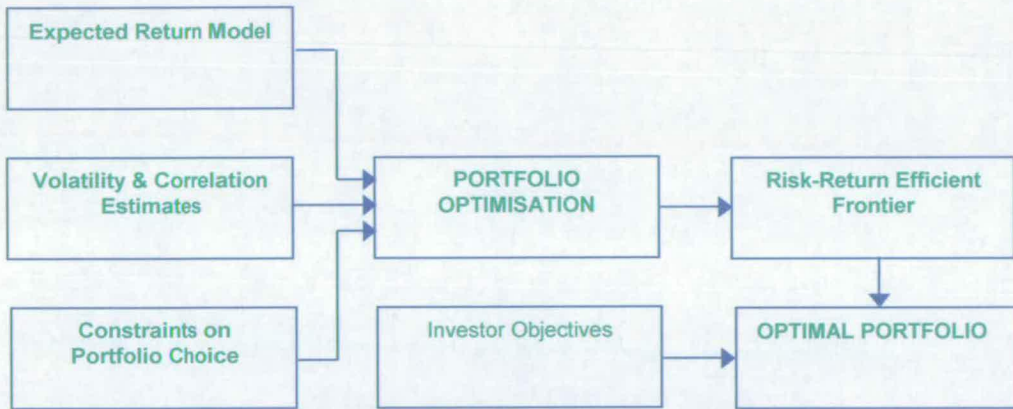 Expected Return Model
Volatility & Correlation
Estimates
PORTFOLIO
OPTIMISATION
Risk-Return Efficient
Frontier
Constraints on
Portfolio Choice
Investor Objectives
OPTIMAL PORTFOLIO